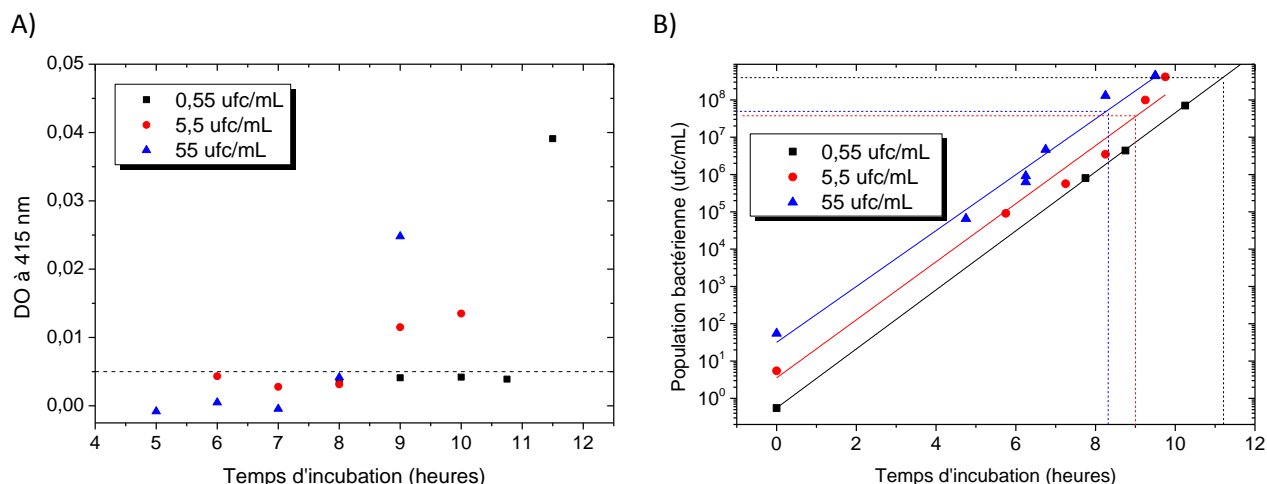 A)
0,05
0,04
0,03
0,02
0,01
0,00
DO à 415 nm
0,55 ufc/mL
5,5 ufc/mL
55 ufc/mL
4 5 6 7 8 9 10 11 12
Temps d'incubation (heures)
B)
10^8
10^7
10^6
10^5
10^4
10^3
10^2
10^1
10^0
Population bactérienne (ufc/mL)
0,55 ufc/mL
5,5 ufc/mL
55 ufc/mL
0 2 4 6 8 10 12
Temps d'incubation (heures)